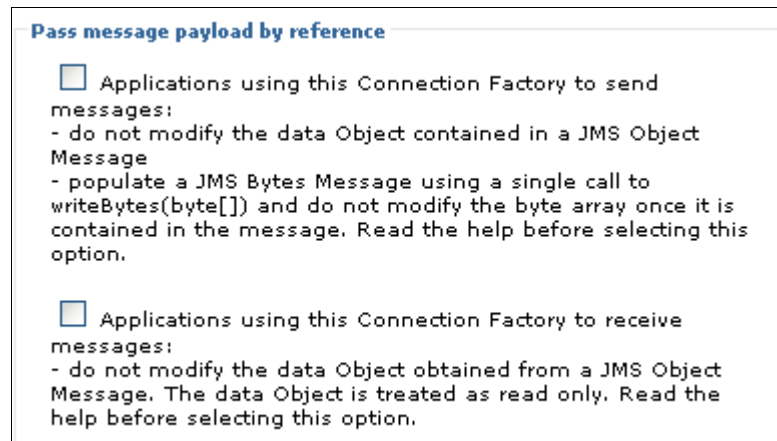 Pass message payload by reference
Applications using this Connection Factory to send
messages:
- do not modify the data Object contained in a JMS Object
Message
- populate a JMS Bytes Message using a single call to
writeBytes(byte[]) and do not modify the byte array once it is
contained in the message. Read the help before selecting this
option.
Applications using this Connection Factory to receive
messages:
- do not modify the data Object obtained from a JMS Object
Message. The data Object is treated as read only. Read the
help before selecting this option.